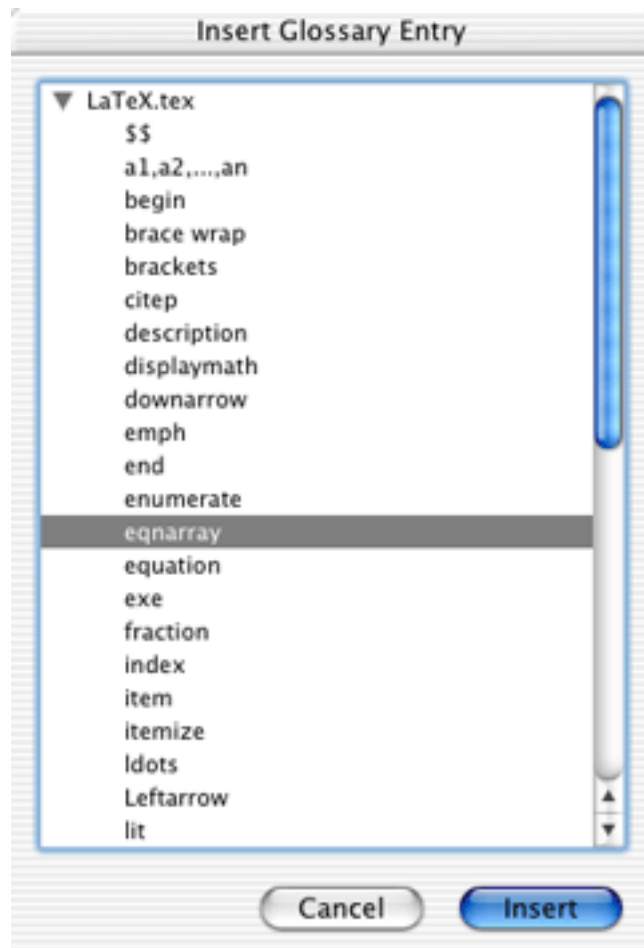 Insert Glossary Entry
LaTeX.tex
$$
a1,a2,...,an
begin
brace wrap
brackets
citep
description
displaymath
downarrow
emph
end
enumerate
eqnarray
equation
exe
fraction
index
item
itemize
ldots
Leftarrow
lit
Cancel Insert